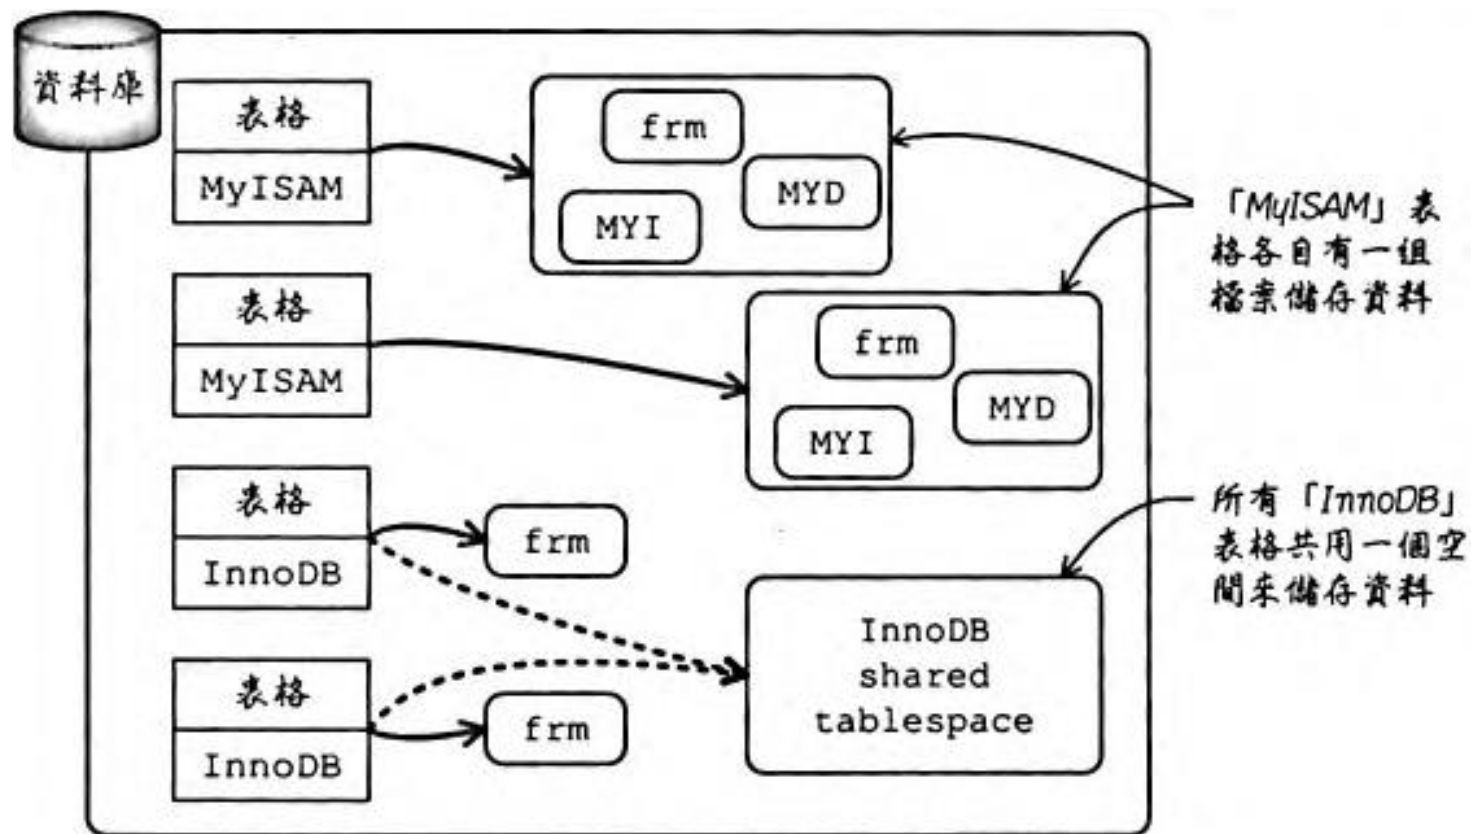 資料庫
表格
MyISAM
frm
MYD
MYI
「MyISAM」表
格各自有一組
檔案儲存資料
表格
MyISAM
frm
MYD
MYI
表格
InnoDB
frm
所有「InnoDB」
表格共用一個空
間來儲存資料
InnoDB
shared
tablespace
表格
InnoDB
frm